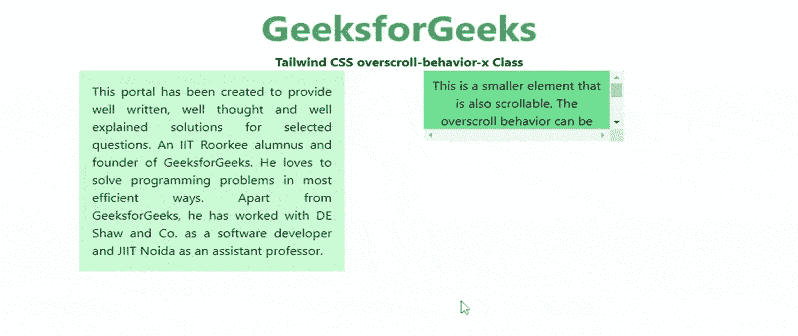 GeeksforGeeks
Tailwind CSS overscroll-behavior-x Class
This portal has been created to provide
well written, well thought and well
explained solutions for selected
questions. An IIT Roorkee alumnus and
founder of GeeksforGeeks. He loves to
solve programming problems in most
efficient ways. Apart from
GeeksforGeeks, he has worked with DE
Shaw and Co. as a software developer
and JIIT Noida as an assistant professor.
This is a smaller element that
is also scrollable. The
overscroll behavior can be